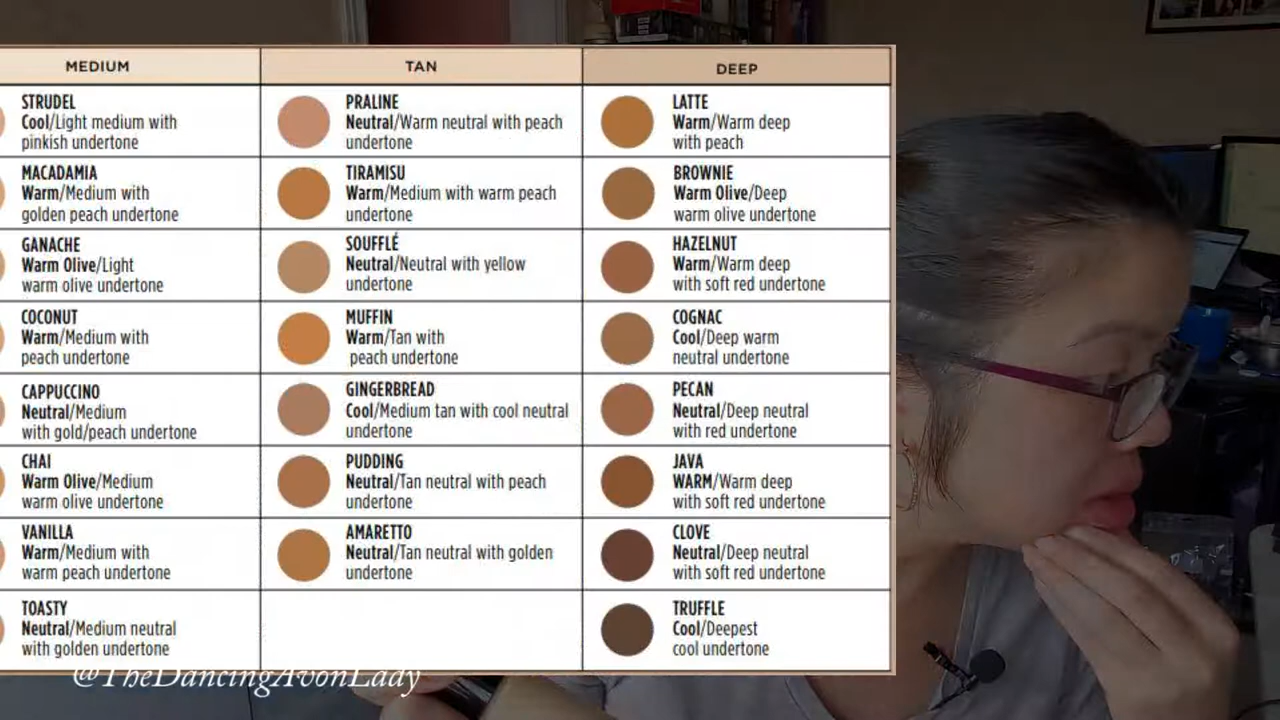 MEDIUM
STRUDEL
Cool/Light medium with
pinkish undertone
MACADAMIA
Warm/Medium with
golden peach undertone
GANACHE
Warm Olive/Light
warm olive undertone
COCONUT
Warm/Medium with
peach undertone
CAPPUCCINO
Neutral/Medium
with gold/peach undertone
CHAI
Warm Olive/Medium
warm olive undertone
VANILLA
Warm/Medium with
warm peach undertone
TOASTY
Neutral/Medium neutral
with golden undertone
TAN
PRALINE
Neutral/Warm neutral with peach
undertone
TIRAMISU
Warm/Medium with warm peach
undertone
SOUFFLÉ
Neutral/Neutral with yellow
undertone
MUFFIN
Warm/Tan with
peach undertone
GINGERBREAD
Cool/Medium tan with cool neutral
undertone
PUDDING
Neutral/Tan neutral with peach
undertone
AMARETTO
Neutral/Tan neutral with golden
undertone
DEEP
LATTE
Warm/Warm deep
with peach
BROWNIE
Warm Olive/Deep
warm olive undertone
HAZELNUT
Warm/Warm deep
with soft red undertone
COGNAC
Cool/Deep warm
neutral undertone
PECAN
Neutral/Deep neutral
with red undertone
JAVA
WARM/Warm deep
with soft red undertone
CLOVE
Neutral/Deep neutral
with soft red undertone
TRUFFLE
Cool/Deepest
cool undertone
@TheDancingAvonLady